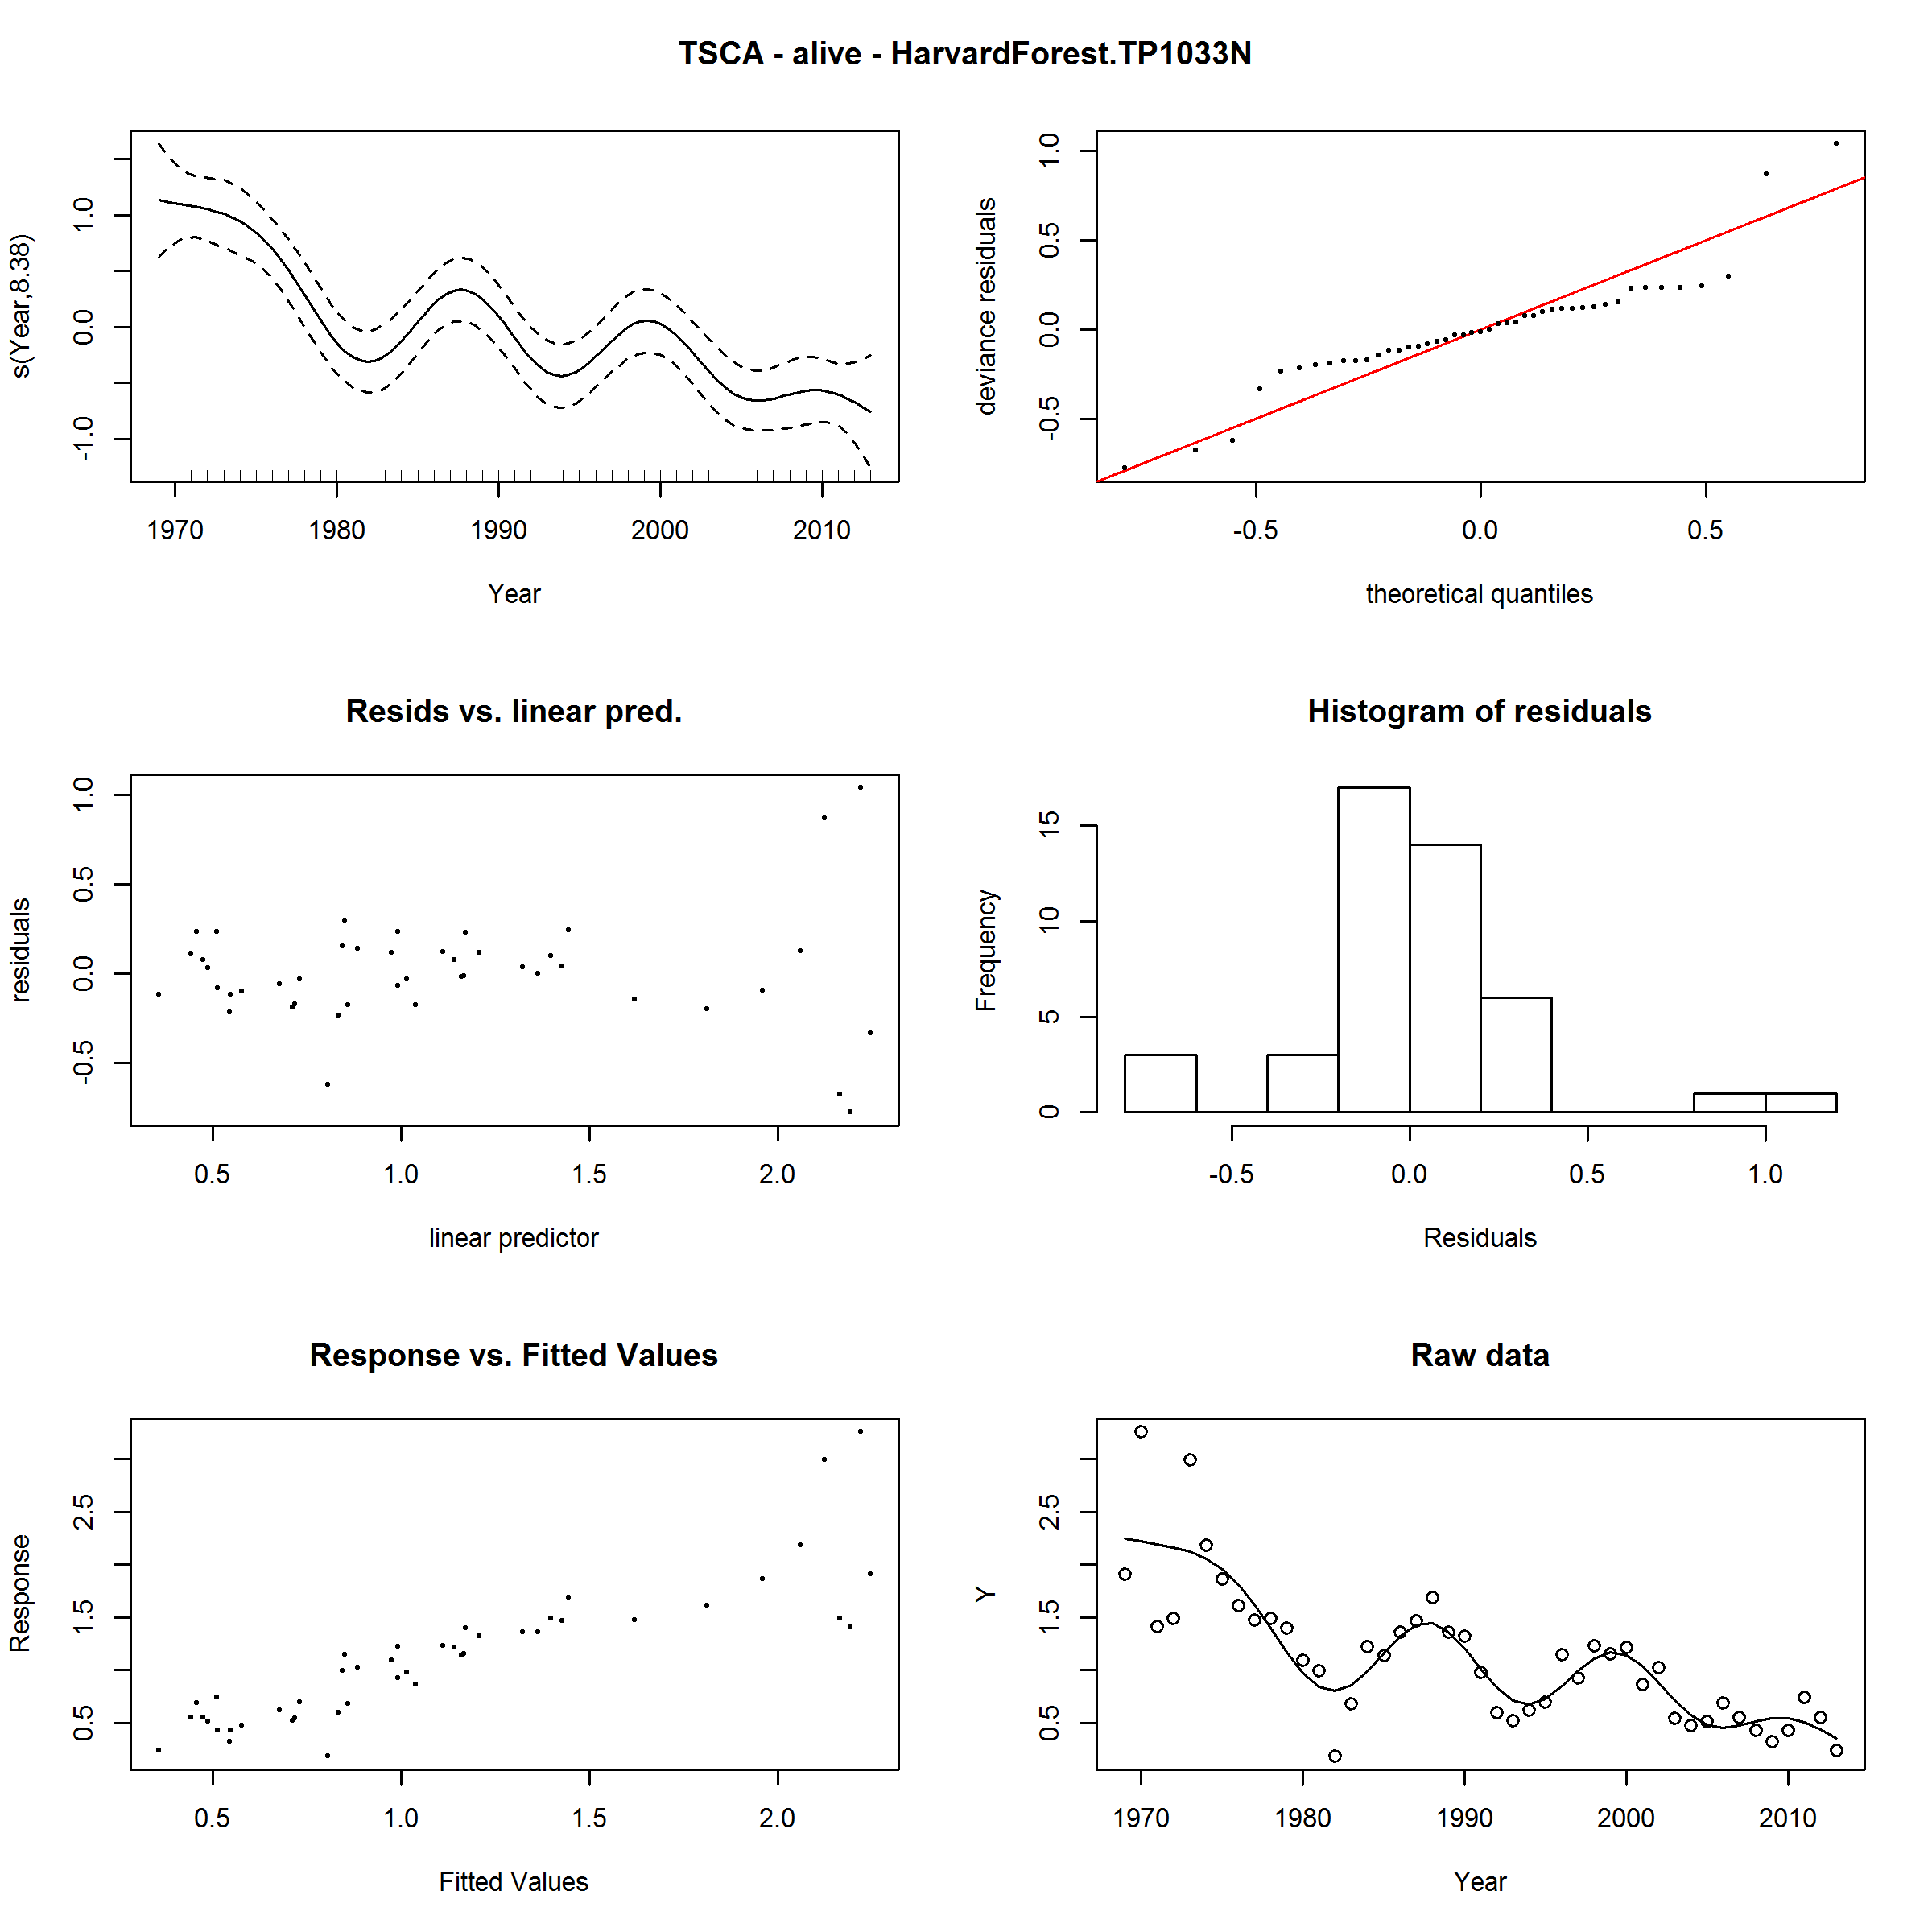 TSCA - alive - HarvardForest.TP1033N
s(Year,8.38)
-1.0 0.0 1.0
1970 1980 1990 2000 2010
Year
deviance residuals
-0.5 0.0 0.5 1.0
-0.5 0.0 0.5
theoretical quantiles
Resids vs. linear pred.
residuals
-0.5 0.0 0.5 1.0
0.5 1.0 1.5 2.0
linear predictor
Histogram of residuals
Frequency
0 5 10 15
-0.5 0.0 0.5 1.0
Residuals
Response vs. Fitted Values
Response
0.5 1.5 2.5
0.5 1.0 1.5 2.0
Fitted Values
Raw data
Y
0.5 1.5 2.5
1970 1980 1990 2000 2010
Year